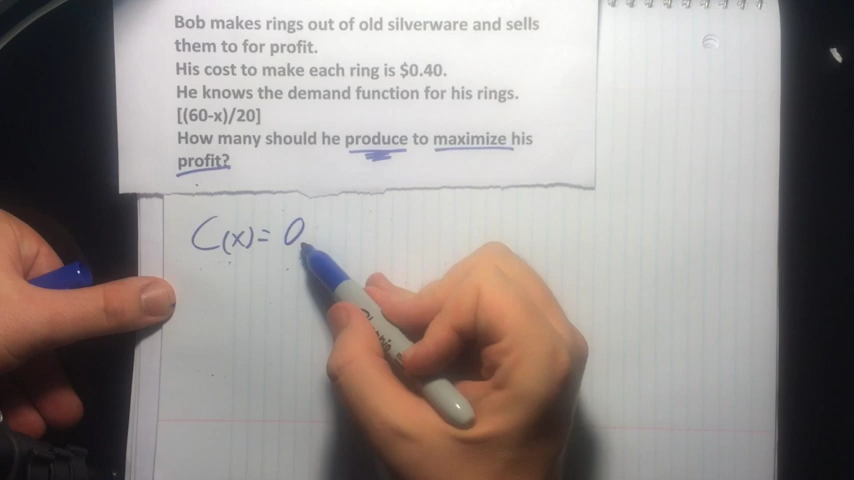 Bob makes rings out of old silverware and sells
them to for profit.
His cost to make each ring is $0.40.
He knows the demand function for his rings.
[(60-x)/20]
How many should he produce to maximize his
profit?
C(x)= 0